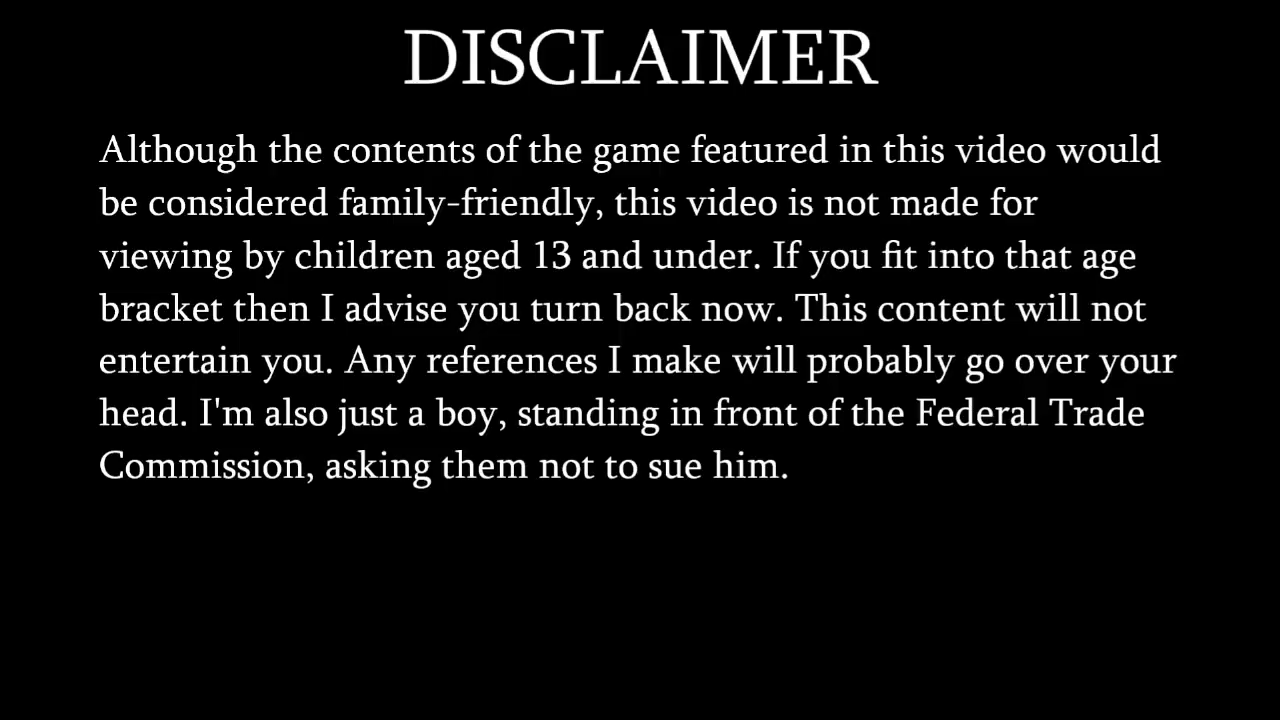 DISCLAIMER
Although the contents of the game featured in this video would
be considered family-friendly, this video is not made for
viewing by children aged 13 and under. If you fit into that age
bracket then I advise you turn back now. This content will not
entertain you. Any references I make will probably go over your
head. I'm also just a boy, standing in front of the Federal Trade
Commission, asking them not to sue him.